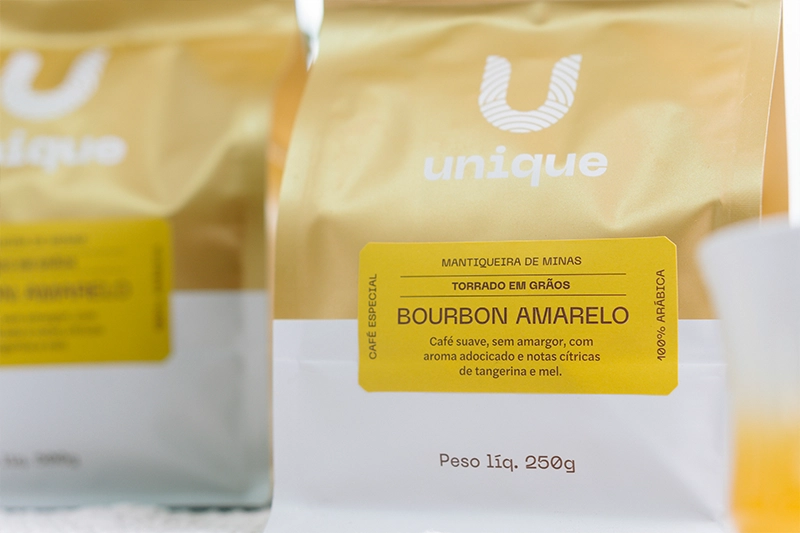 unique
MANTIQUEIRA DE MINAS
TORRADO EM GRÃOS
BOURBON AMARELO
Café suave, sem amargor, com
aroma adocicado e notas cítricas
de tangerina e mel.
CAFÉ ESPECIAL
100% ARÁBICA
Peso líq. 250g
unique
AMARELO